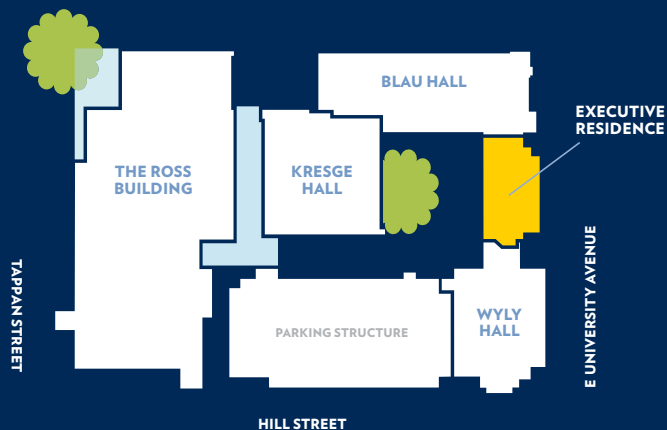 BLAU HALL
EXECUTIVE
RESIDENCE
THE ROSS
BUILDING
KRESGE
HALL
TAPPAN STREET
E UNIVERSITY AVENUE
WYLY
HALL
PARKING STRUCTURE
HILL STREET